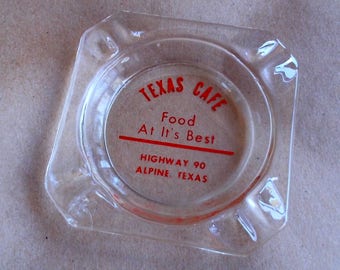 TEXAS CAFE
Food
At It's Best
HIGHWAY 90
ALPINE, TEXAS